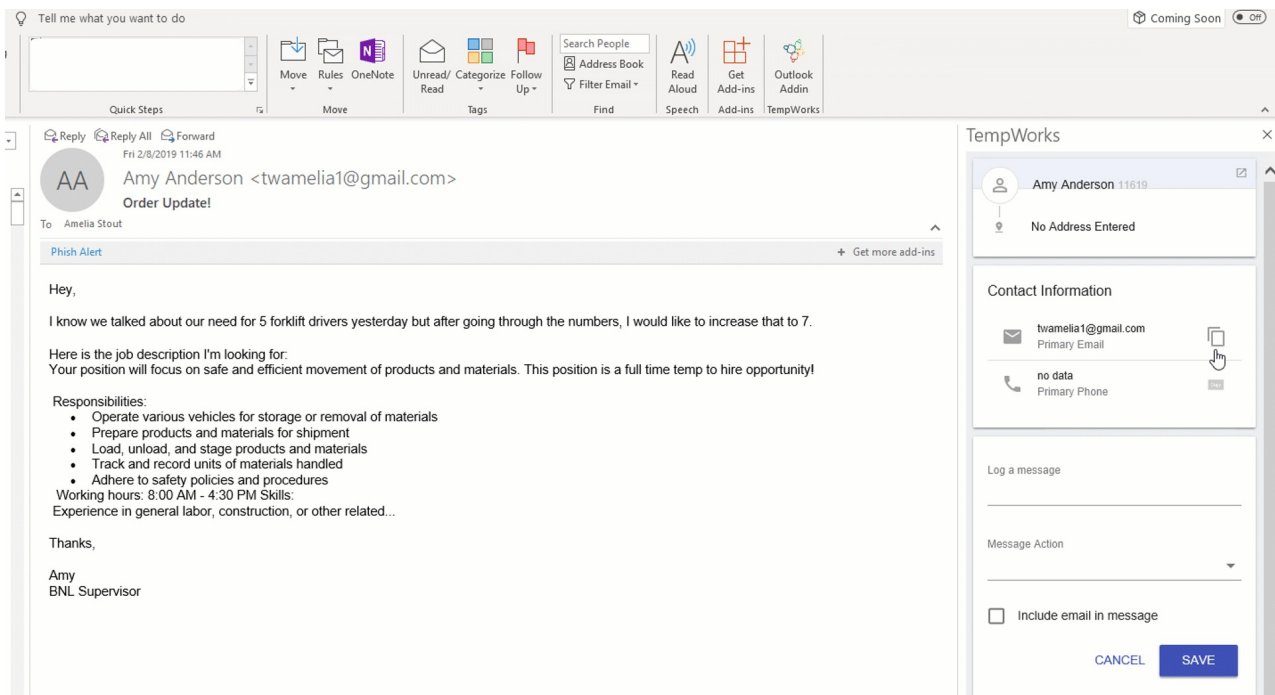 Tell me what you want to do
Coming Soon
Off
Move
Rules
OneNote
Unread/
Read
Categorize
Follow
Up
Search People
Address Book
Filter Email
Read
Aloud
Get
Add-ins
Outlook
Addin
Quick Steps
Move
Tags
Find
Speech
Add-ins
TempWorks
Reply
Reply All
Forward
Fri 2/8/2019 11:46 AM
AA
Amy Anderson <twamelia1@gmail.com>
Order Update!
To Amelia Stout
Phish Alert
+ Get more add-ins
Hey,
I know we talked about our need for 5 forklift drivers yesterday but after going through the numbers, I would like to increase that to 7.
Here is the job description I'm looking for:
Your position will focus on safe and efficient movement of products and materials. This position is a full time temp to hire opportunity!
Responsibilities:
• Operate various vehicles for storage or removal of materials
• Prepare products and materials for shipment
• Load, unload, and stage products and materials
• Track and record units of materials handled
• Adhere to safety policies and procedures
Working hours: 8:00 AM - 4:30 PM Skills:
Experience in general labor, construction, or other related...
Thanks,
Amy
BNL Supervisor
TempWorks
Amy Anderson 11619
No Address Entered
Contact Information
twamelia1@gmail.com
Primary Email
no data
Primary Phone
Log a message
Message Action
Include email in message
CANCEL
SAVE